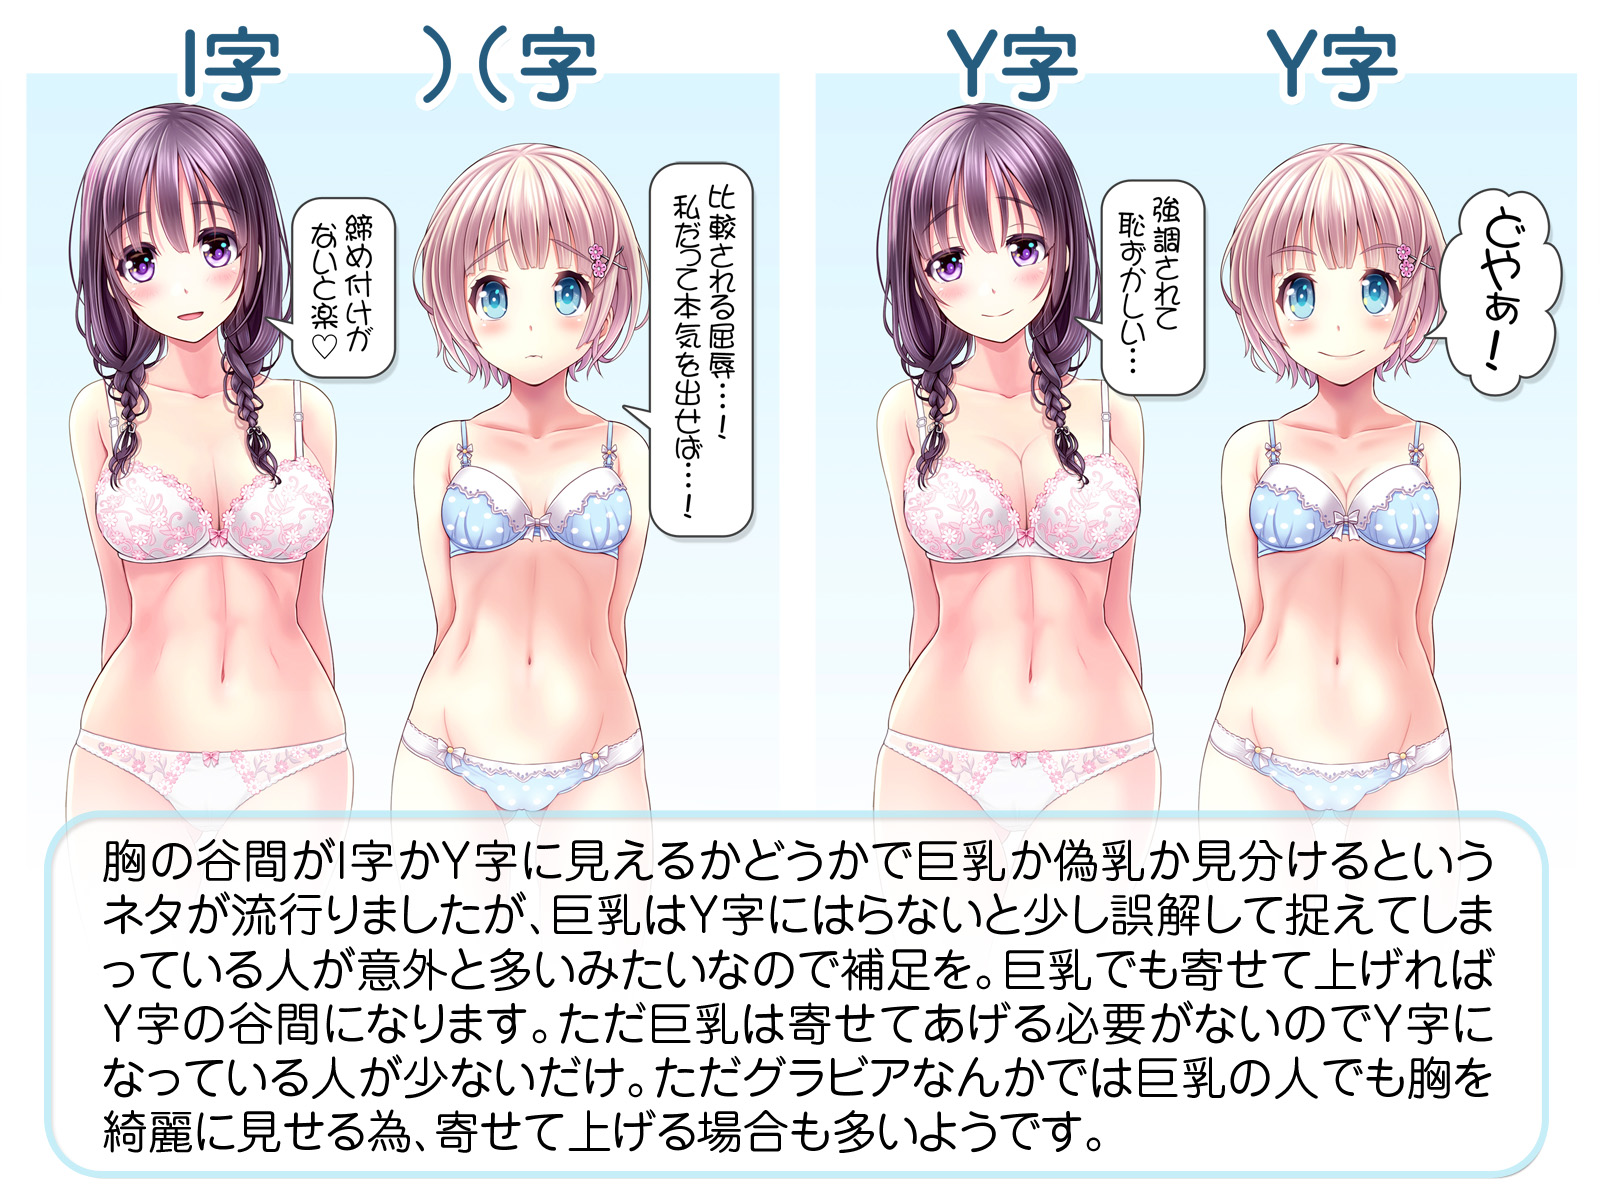 I字
)(字
Y字
Y字
締め付けが
ないと楽♡
比較される屈辱…！
私だって本気を出せば…！
強調されて
恥ずかしい…
どやぁ！
胸の谷間がI字かY字に見えるかどうかで巨乳か偽乳か見分けるという
ネタが流行りましたが、巨乳はY字にはらないと少し誤解して捉えてしま
っている人が意外と多いみたいなので補足を。巨乳でも寄せて上げれば
Y字の谷間になります。ただ巨乳は寄せてあげる必要がないのでY字に
なっている人が少ないだけ。ただグラビアなんかでは巨乳の人でも胸を
綺麗に見せる為、寄せて上げる場合も多いようです。